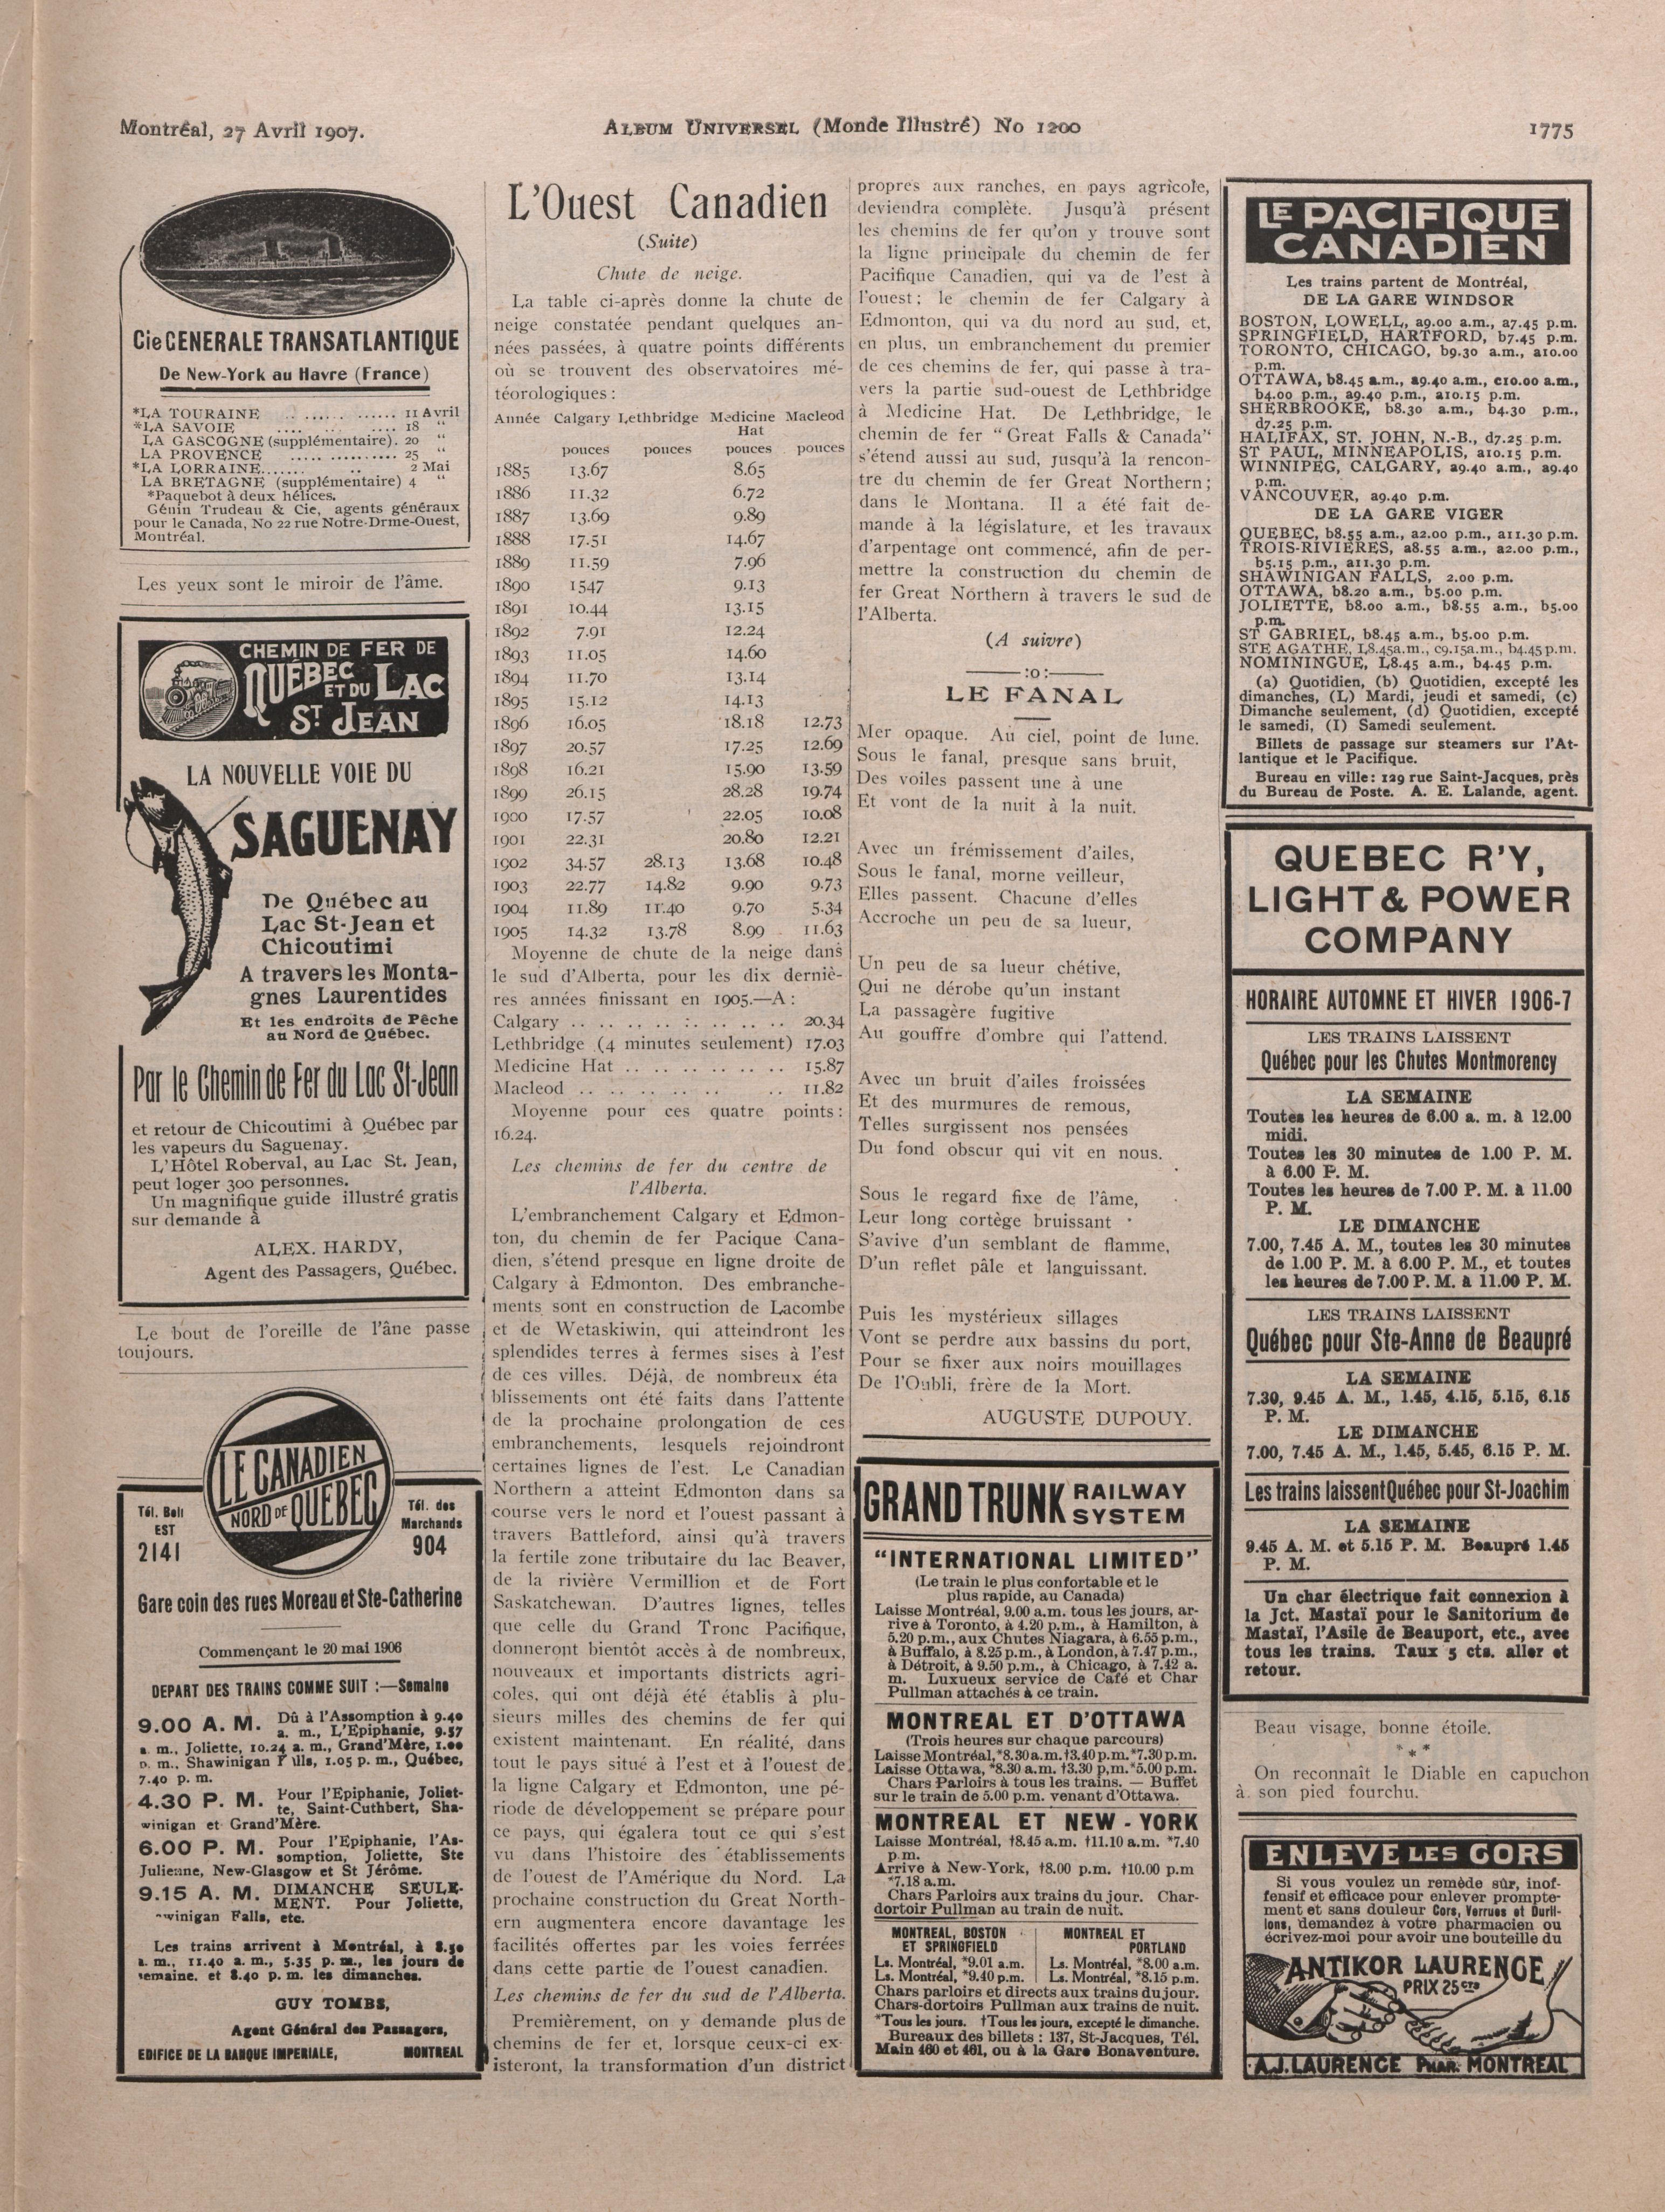 Montréal, 27 Avril 1907.
ALBUM UNIVERSEL (Monde Illustré) No 1200
1775
Cie GENERALE TRANSATLANTIQUE
De New-York au Havre (France)
*LA TOURAINE .. ...... ...... 11 Avril
*LA SAVOIE .... ... .... 18 "
LA GASCOGNE (supplémentaire). 20 "
LA PROVENCE ..... .......... 25 "
*LA LORRAINE....... .. 2 Mai
LA BRETAGNE (supplémentaire) 4 "
*Paquebot à deux hélices.
Génin Trudeau & Cie, agents généraux
pour le Canada, No 22 rue Notre-Drme-Ouest,
Montréal.
Les yeux sont le miroir de l'âme.
CHEMIN DE FER DE
QUÉBEC
ET DU LAC
ST JEAN
LA NOUVELLE VOIE DU
SAGUENAY
De Québec au
Lac St-Jean et
Chicoutimi
A travers les Monta-
gnes Laurentides
Et les endroits de Pêche
au Nord de Québec.
Par le Chemin de Fer du Lac St-Jean
et retour de Chicoutimi à Québec par
les vapeurs du Saguenay.
L'Hôtel Roberval, au Lac St. Jean,
peut loger 300 personnes.
Un magnifique guide illustré gratis
sur demande à
ALEX. HARDY,
Agent des Passagers, Québec.
Le bout de l'oreille de l'âne passe
toujours.
LE CANADIEN
NORD DE QUEBEC
Tél. Bell
EST
2141
Tél. des
Marchands
904
Gare coin des rues Moreau et Ste-Catherine
Commençant le 20 mai 1906
DEPART DES TRAINS COMME SUIT :—Semaine
9.00 A. M. Dû à l'Assomption à 9.40
a. m., L'Epiphanie, 9.57
a. m., Joliette, 10.24 a. m., Grand'Mère, 1.00
p. m., Shawinigan F lls, 1.05 p. m., Québec,
7.40 p. m.
4.30 P. M. Pour l'Epiphanie, Joliet-
te, Saint-Cuthbert, Sha-
winigan et Grand'Mère.
6.00 P. M. Pour l'Epiphanie, l'As-
somption, Joliette, Ste
Julienne, New-Glasgow et St Jérôme.
9.15 A. M. DIMANCHE SEULE-
MENT. Pour Joliette,
winigan Falls, etc.
Les trains arrivent à Montréal, à 8.50
a. m., 11.40 a. m., 5.35 p. m., les jours de
semaine, et 8.40 p. m. les dimanches.
GUY TOMBS,
Agent Général des Passagers,
EDIFICE DE LA BANQUE IMPERIALE, MONTREAL
L'Ouest Canadien
(Suite)
Chute de neige.
La table ci-après donne la chute de
neige constatée pendant quelques an-
nées passées, à quatre points différents
où se trouvent des observatoires mé-
téorologiques :
Année Calgary Lethbridge Medicine Macleod
Hat
pouces pouces pouces pouces
1885 13.67 8.65
1886 11.32 6.72
1887 13.69 9.89
1888 17.51 14.67
1889 11.59 7.96
1890 1547 9.13
1891 10.44 13.15
1892 7.91 12.24
1893 11.05 14.60
1894 11.70 13.14
1895 15.12 14.13
1896 16.05 18.18 12.73
1897 20.57 17.25 12.69
1898 16.21 15.90 13.59
1899 26.15 28.28 19.74
1900 17.57 22.05 10.08
1901 22.31 20.80 12.21
1902 34.57 28.13 13.68 10.48
1903 22.77 14.82 9.90 9.73
1904 11.89 11.40 9.70 5.34
1905 14.32 13.78 8.99 11.63
Moyenne de chute de la neige dans
le sud d'Alberta, pour les dix derniè-
res années finissant en 1905.—A :
Calgary .. .. .. .. .. .. .. .. 20.34
Lethbridge (4 minutes seulement) 17.03
Medicine Hat .. .. .. .. .. .. 15.87
Macleod .. .. .. .. .. .. 11.82
Moyenne pour ces quatre points :
16.24.
Les chemins de fer du centre de
l'Alberta.
L'embranchement Calgary et Edmon-
ton, du chemin de fer Pacique Cana-
dien, s'étend presque en ligne droite de
Calgary à Edmonton. Des embranche-
ments sont en construction de Lacombe
et de Wetaskiwin, qui atteindront les
splendides terres à fermes sises à l'est
de ces villes. Déjà, de nombreux éta
blissements ont été faits dans l'attente
de la prochaine prolongation de ces
embranchements, lesquels rejoindront
certaines lignes de l'est. Le Canadian
Northern a atteint Edmonton dans sa
course vers le nord et l'ouest passant à
travers Battleford, ainsi qu'à travers
la fertile zone tributaire du lac Beaver,
de la rivière Vermillion et de Fort
Saskatchewan. D'autres lignes, telles
que celle du Grand Tronc Pacifique,
donneront bientôt accès à de nombreux,
nouveaux et importants districts agri-
coles, qui ont déjà été établis à plu-
sieurs milles des chemins de fer qui
existent maintenant. En réalité, dans
tout le pays situé à l'est et à l'ouest de
la ligne Calgary et Edmonton, une pé-
riode de développement se prépare pour
ce pays, qui égalera tout ce qui s'est
vu dans l'histoire des établissements
de l'ouest de l'Amérique du Nord. La
prochaine construction du Great North-
ern augmentera encore davantage les
facilités offertes par les voies ferrées
dans cette partie de l'ouest canadien.
Les chemins de fer du sud de l'Alberta.
Premièrement, on y demande plus de
chemins de fer et, lorsque ceux-ci ex-
isteront, la transformation d'un district
propres aux ranches, en pays agricole,
deviendra complète. Jusqu'à présent
les chemins de fer qu'on y trouve sont
la ligne principale du chemin de fer
Pacifique Canadien, qui va de l'est à
l'ouest ; le chemin de fer Calgary à
Edmonton, qui va du nord au sud, et,
en plus, un embranchement du premier
de ces chemins de fer, qui passe à tra-
vers la partie sud-ouest de Lethbridge
à Medicine Hat. De Lethbridge, le
chemin de fer "Great Falls & Canada"
s'étend aussi au sud, jusqu'à la rencon-
tre du chemin de fer Great Northern ;
dans le Montana. Il a été fait de-
mande à la législature, et les travaux
d'arpentage ont commencé, afin de per-
mettre la construction du chemin de
fer Great Northern à travers le sud de
l'Alberta.
(A suivre)
:o:
LE FANAL
Mer opaque. Au ciel, point de lune.
Sous le fanal, presque sans bruit,
Des voiles passent une à une
Et vont de la nuit à la nuit.
Avec un frémissement d'ailes,
Sous le fanal, morne veilleur,
Elles passent. Chacune d'elles
Accroche un peu de sa lueur,
Un peu de sa lueur chétive,
Qui ne dérobe qu'un instant
La passagère fugitive
Au gouffre d'ombre qui l'attend.
Avec un bruit d'ailes froissées
Et des murmures de remous,
Telles surgissent nos pensées
Du fond obscur qui vit en nous.
Sous le regard fixe de l'âme,
Leur long cortège bruissant
S'avive d'un semblant de flamme,
D'un reflet pâle et languissant.
Puis les mystérieux sillages
Vont se perdre aux bassins du port,
Pour se fixer aux noirs mouillages
De l'Oubli, frère de la Mort.
AUGUSTE DUPOUY.
GRAND TRUNK RAILWAY
SYSTEM
"INTERNATIONAL LIMITED"
(Le train le plus confortable et le
plus rapide, au Canada)
Laisse Montréal, 9.00 a.m. tous les jours, ar-
rive à Toronto, à 4.20 p.m., à Hamilton, à
5.20 p.m., aux Chutes Niagara, à 6.55 p.m.,
à Buffalo, à 8.25 p.m., à London, à 7.47 p.m.,
à Détroit, à 9.50 p.m., à Chicago, à 7.42 a.
m. Luxueux service de Café et Char
Pullman attachés à ce train.
MONTREAL ET D'OTTAWA
(Trois heures sur chaque parcours)
Laisse Montréal, *8.30 a.m. †3.40 p.m. *7.30 p.m.
Laisse Ottawa, *8.30 a.m. †3.30 p,m. *5.00 p.m.
Chars Parloirs à tous les trains. — Buffet
sur le train de 5.00 p.m. venant d'Ottawa.
MONTREAL ET NEW-YORK
Laisse Montréal, †8.45 a.m. †11.10 a.m. *7.40
p.m.
Arrive à New-York, †8.00 p.m. †10.00 p.m
*7.18 a.m.
Chars Parloirs aux trains du jour. Char-
dortoir Pullman au train de nuit.
MONTREAL, BOSTON
ET SPRINGFIELD
Ls. Montréal, *9.01 a.m.
Ls. Montréal, *9.40 p.m.
MONTREAL ET
PORTLAND
Ls. Montréal, *8.00 a.m.
Ls. Montréal, *8.15 p.m.
Chars parloirs et directs aux trains du jour.
Chars-dortoirs Pullman aux trains de nuit.
*Tous les jours. †Tous les jours, excepté le dimanche.
Bureaux des billets : 137, St-Jacques, Tél.
Main 460 et 461, ou à la Gare Bonaventure.
LE PACIFIQUE
CANADIEN
Les trains partent de Montréal,
DE LA GARE WINDSOR
BOSTON, LOWELL, a9.00 a.m., a7.45 p.m.
SPRINGFIELD, HARTFORD, b7.45 p.m.
TORONTO, CHICAGO, b9.30 a.m., a10.00
p.m.
OTTAWA, b8.45 a.m., a9.40 a.m., c10.00 a.m.,
b4.00 p.m., a9.40 p.m., a10.15 p.m.
SHERBROOKE, b8.30 a.m., b4.30 p.m.,
d7.25 p.m.
HALIFAX, ST. JOHN, N.-B., d7.25 p.m.
ST PAUL, MINNEAPOLIS, a10.15 p.m.
WINNIPEG, CALGARY, a9.40 a.m., a9.40
p.m.
VANCOUVER, a9.40 p.m.
DE LA GARE VIGER
QUEBEC, b8.55 a.m., a2.00 p.m., a11.30 p.m.
TROIS-RIVIERES, a8.55 a.m., a2.00 p.m.,
b5.15 p.m., a11.30 p.m.
SHAWINIGAN FALLS, 2.00 p.m.
OTTAWA, b8.20 a.m., b5.00 p.m.
JOLIETTE, b8.00 a.m., b8.55 a.m., b5.00
p.m.
ST GABRIEL, b8.45 a.m., b5.00 p.m.
STE AGATHE, L8.45a.m., c9.15a.m., b4.45 p.m.
NOMININGUE, L8.45 a.m., b4.45 p.m.
(a) Quotidien, (b) Quotidien, excepté les
dimanches, (L) Mardi, jeudi et samedi, (c)
Dimanche seulement, (d) Quotidien, excepté
le samedi, (I) Samedi seulement.
Billets de passage sur steamers sur l'At-
lantique et le Pacifique.
Bureau en ville: 129 rue Saint-Jacques, près
du Bureau de Poste. A. E. Lalande, agent.
QUEBEC R'Y,
LIGHT & POWER
COMPANY
HORAIRE AUTOMNE ET HIVER 1906-7
LES TRAINS LAISSENT
Québec pour les Chutes Montmorency
LA SEMAINE
Toutes les heures de 6.00 a. m. à 12.00
midi.
Toutes les 30 minutes de 1.00 P. M.
à 6.00 P. M.
Toutes les heures de 7.00 P. M. à 11.00
P. M.
LE DIMANCHE
7.00, 7.45 A. M., toutes les 30 minutes
de 1.00 P. M. à 6.00 P. M., et toutes
les heures de 7.00 P. M. à 11.00 P. M.
LES TRAINS LAISSENT
Québec pour Ste-Anne de Beaupré
LA SEMAINE
7.30, 9.45 A. M., 1.45, 4.15, 5.15, 6.15
P. M.
LE DIMANCHE
7.00, 7.45 A. M., 1.45, 5.45, 6.15 P. M.
Les trains laissent Québec pour St-Joachim
LA SEMAINE
9.45 A. M. et 5.15 P. M. Beaupré 1.45
P. M.
Un char électrique fait connexion à
la Jct. Mastaï pour le Sanitorium de
Mastaï, l'Asile de Beauport, etc., avec
tous les trains. Taux 5 cts. aller et
retour.
Beau visage, bonne étoile.
* * *
On reconnaît le Diable en capuchon
à son pied fourchu.
ENLEVE LES CORS
Si vous voulez un remède sûr, inof-
fensif et efficace pour enlever prompte-
ment et sans douleur Cors, Verrues et Duril-
lons, demandez à votre pharmacien ou
écrivez-moi pour avoir une bouteille du
ANTIKOR LAURENCE
PRIX 25 cts
A.J. LAURENCE PHAR. MONTREAL